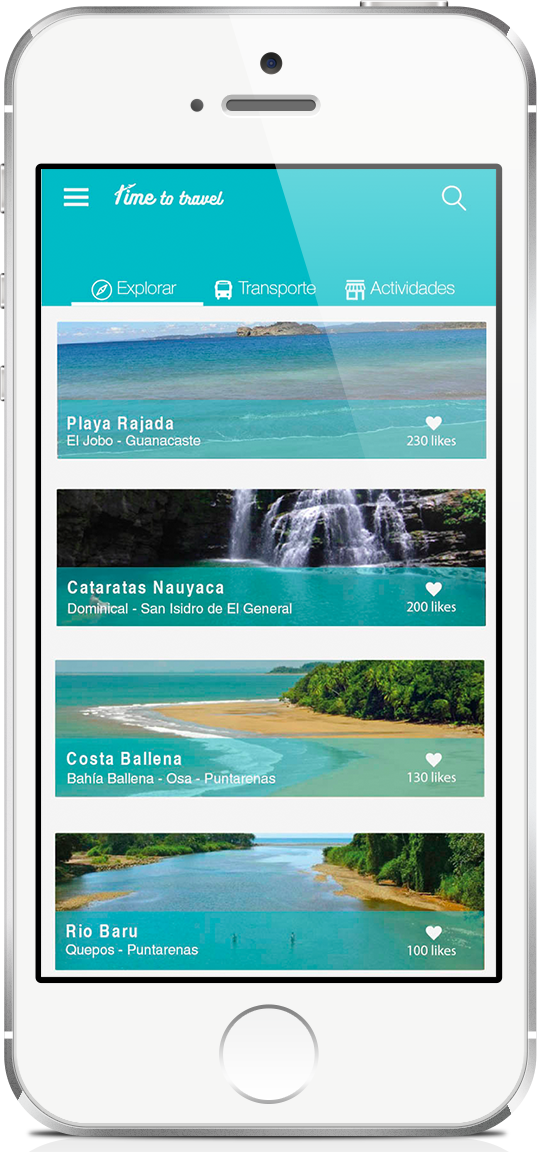 time to travel
Explorar
Transporte
Actividades
Playa Rajada
El Jobo - Guanacaste
230 likes
Cataratas Nauyaca
Dominical - San Isidro de El General
200 likes
Costa Ballena
Bahía Ballena - Osa - Puntarenas
130 likes
Rio Baru
Quepos - Puntarenas
100 likes